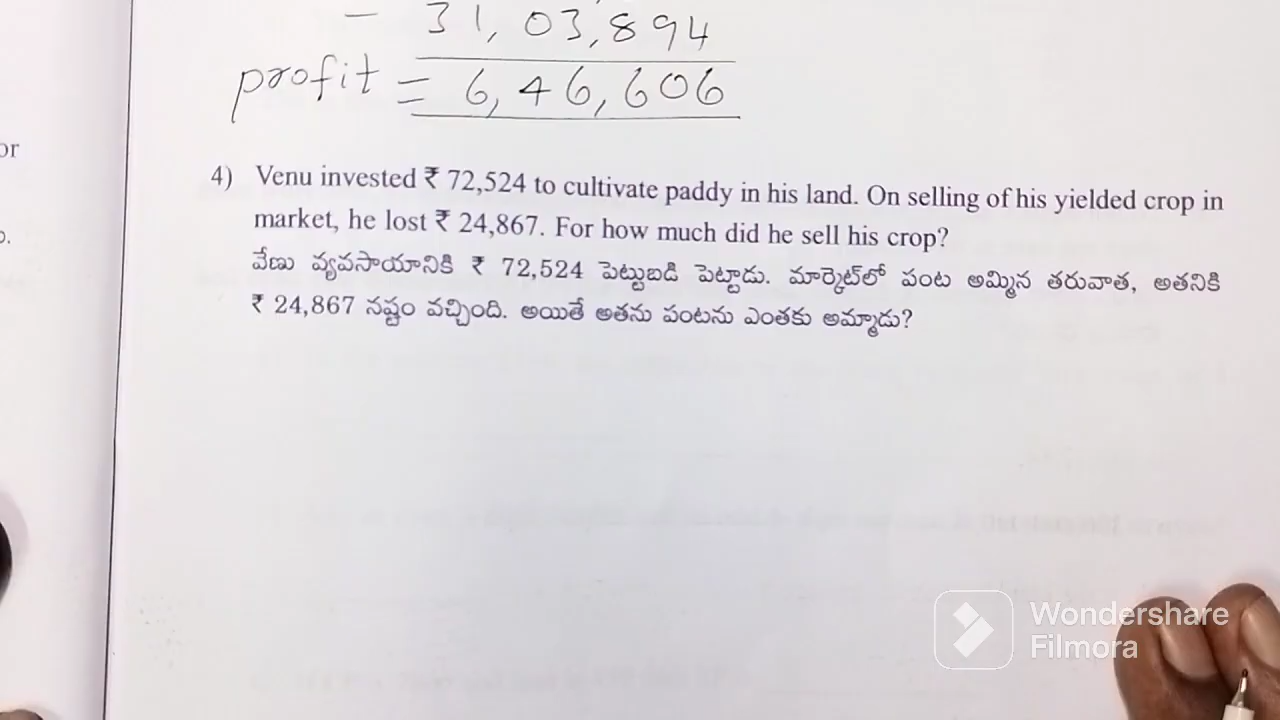 - 31,03,894
profit = 6,46,606
or
4) Venu invested ₹ 72,524 to cultivate paddy in his land. On selling of his yielded crop in
market, he lost ₹ 24,867. For how much did he sell his crop?
వేణు వ్యవసాయానికి ₹ 72,524 పెట్టుబడి పెట్టాడు. మార్కెట్‌లో పంట అమ్మిన తరువాత, అతనికి
₹ 24,867 నష్టం వచ్చింది. అయితే అతను పంటను ఎంతకు అమ్మాడు?
Wondershare
Filmora